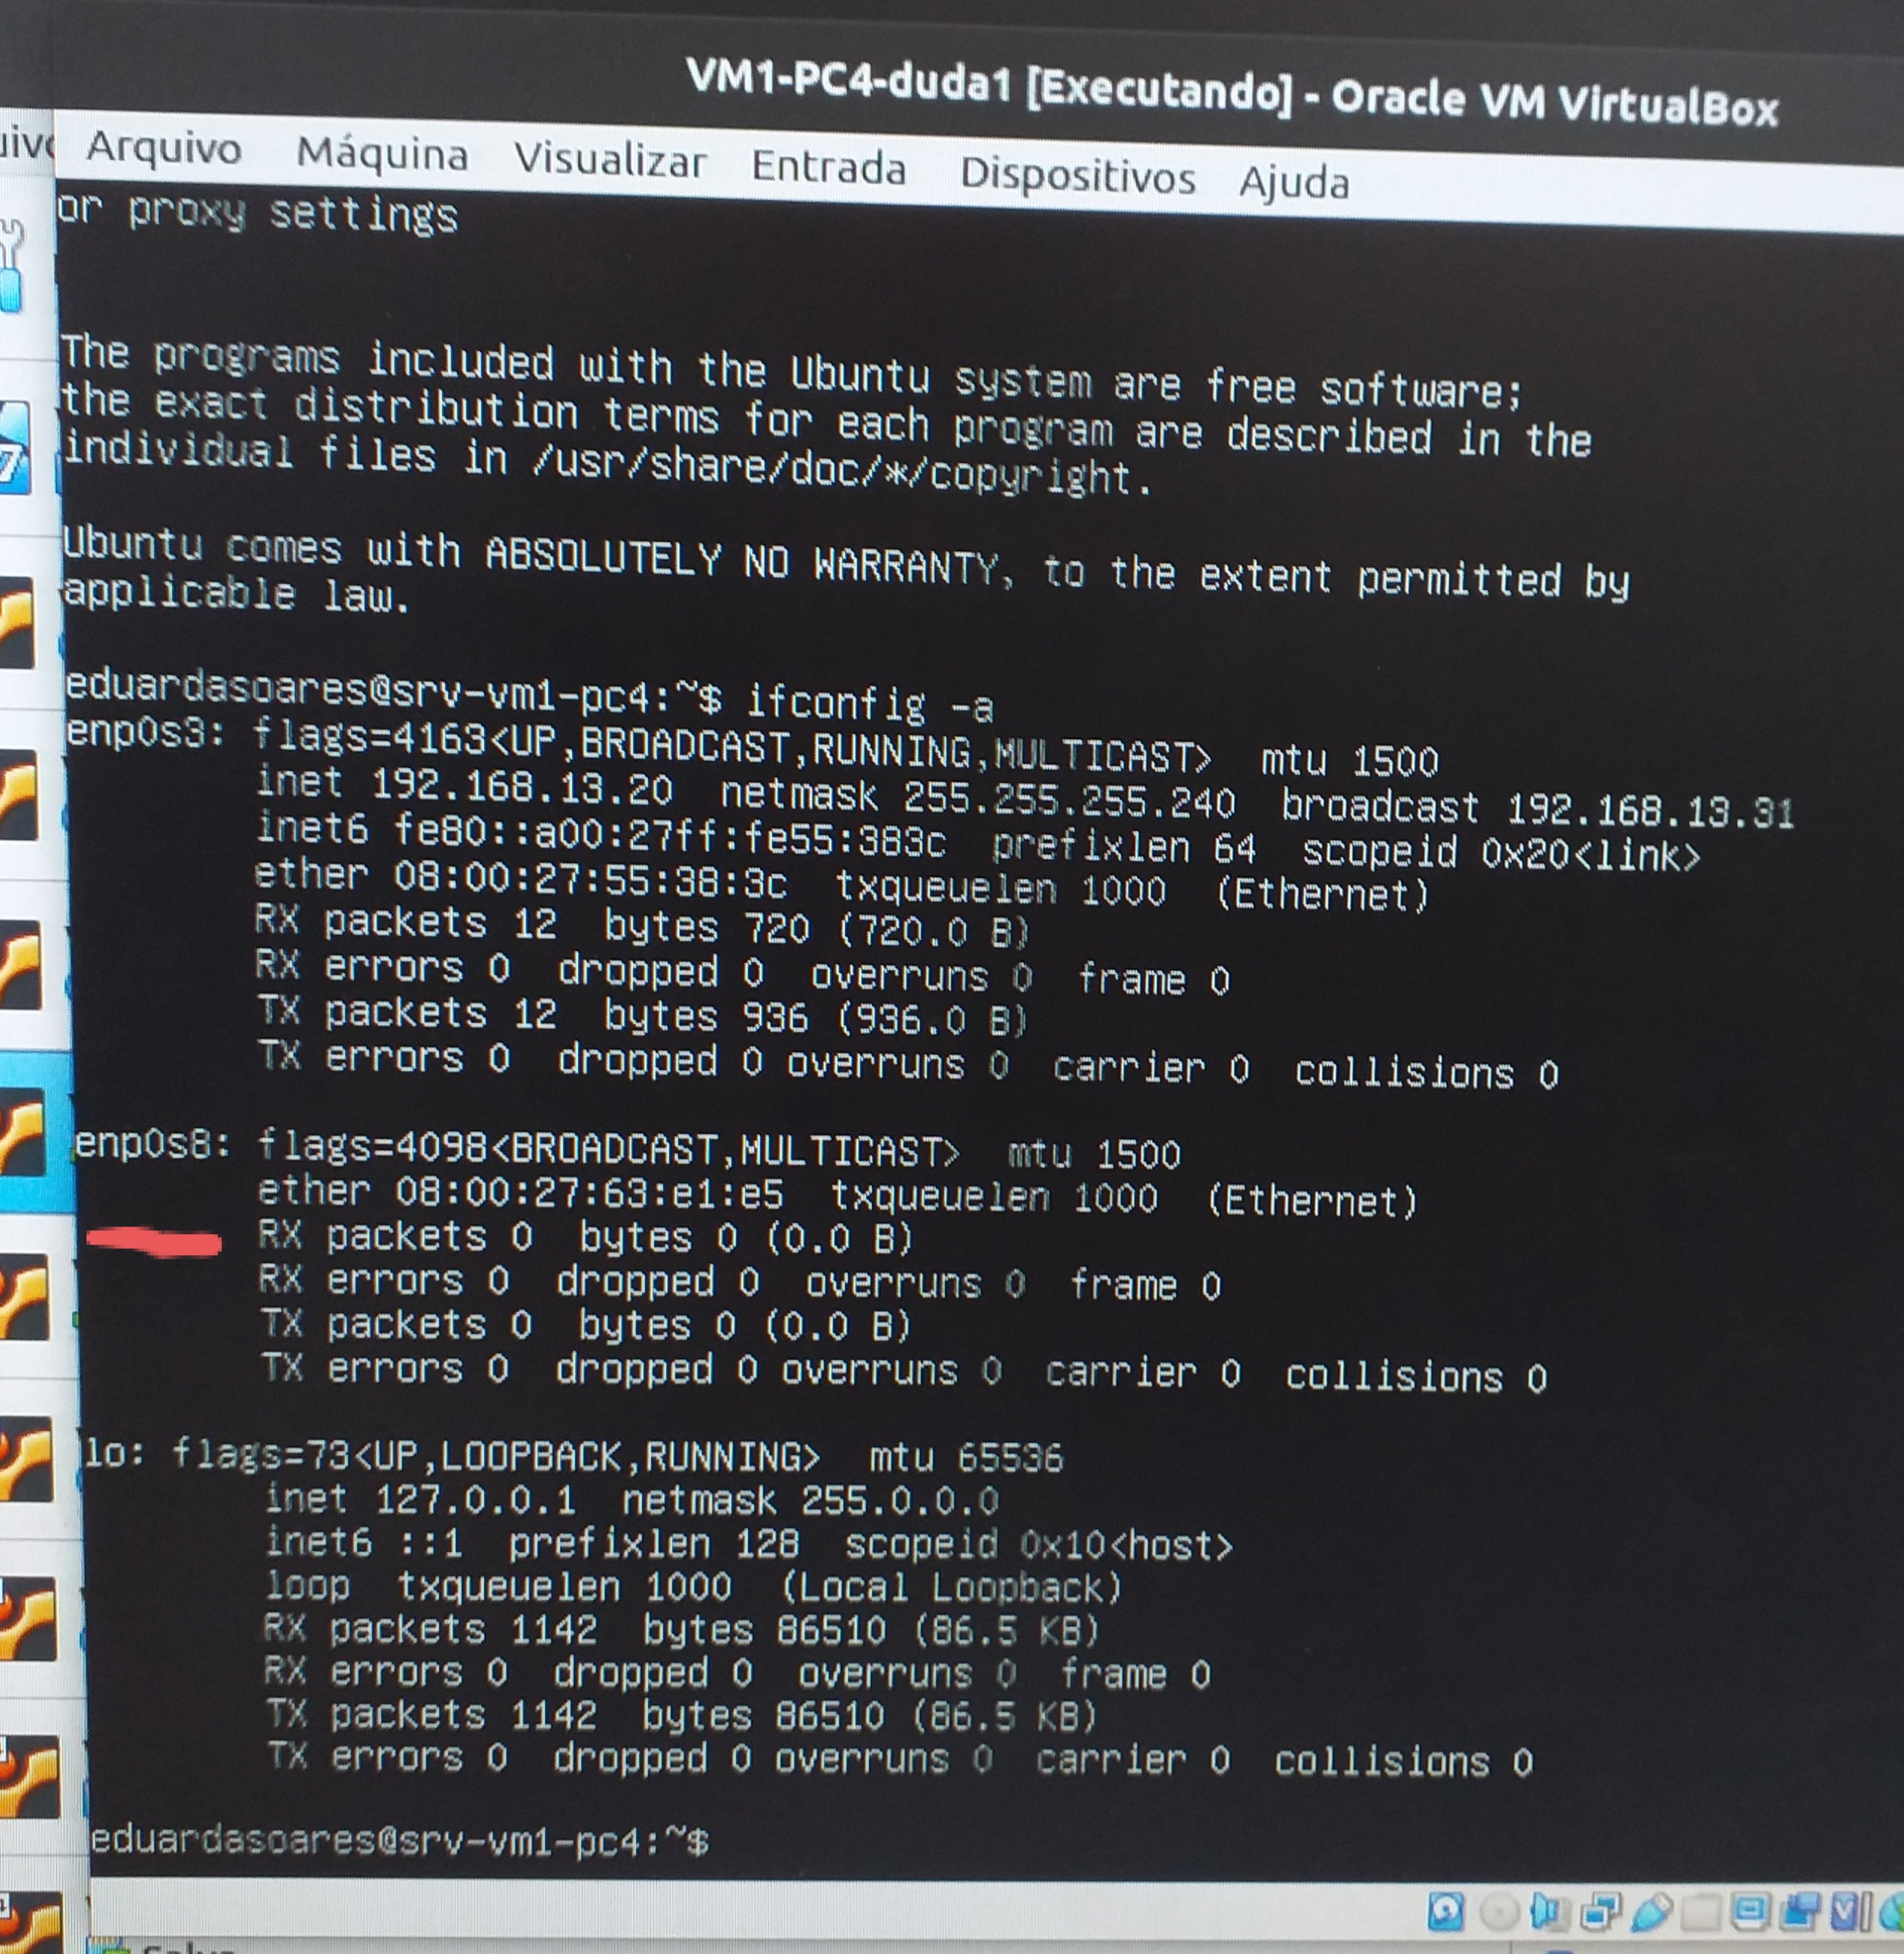 VM1-PC4-duda1 [Executando] - Oracle VM VirtualBox
Arquivo Máquina Visualizar Entrada Dispositivos Ajuda
or proxy settings
The programs included with the Ubuntu system are free software;
the exact distribution terms for each program are described in the
individual files in /usr/share/doc/*/copyright.
Ubuntu comes with ABSOLUTELY NO WARRANTY, to the extent permitted by
applicable law.
eduardasoares@srv-vm1-pc4:~$ ifconfig -a
enp0s3: flags=4163<UP,BROADCAST,RUNNING,MULTICAST>  mtu 1500
inet 192.168.13.20  netmask 255.255.255.240  broadcast 192.168.13.31
inet6 fe80::a00:27ff:fe55:383c  prefixlen 64  scopeid 0x20<link>
ether 08:00:27:55:38:3c  txqueuelen 1000  (Ethernet)
RX packets 12  bytes 720 (720.0 B)
RX errors 0  dropped 0  overruns 0  frame 0
TX packets 12  bytes 936 (936.0 B)
TX errors 0  dropped 0 overruns 0  carrier 0  collisions 0
enp0s8: flags=4098<BROADCAST,MULTICAST>  mtu 1500
ether 08:00:27:63:e1:e5  txqueuelen 1000  (Ethernet)
RX packets 0  bytes 0 (0.0 B)
RX errors 0  dropped 0  overruns 0  frame 0
TX packets 0  bytes 0 (0.0 B)
TX errors 0  dropped 0 overruns 0  carrier 0  collisions 0
lo: flags=73<UP,LOOPBACK,RUNNING>  mtu 65536
inet 127.0.0.1  netmask 255.0.0.0
inet6 ::1  prefixlen 128  scopeid 0x10<host>
loop  txqueuelen 1000  (Local Loopback)
RX packets 1142  bytes 86510 (86.5 KB)
RX errors 0  dropped 0  overruns 0  frame 0
TX packets 1142  bytes 86510 (86.5 KB)
TX errors 0  dropped 0 overruns 0  carrier 0  collisions 0
eduardasoares@srv-vm1-pc4:~$